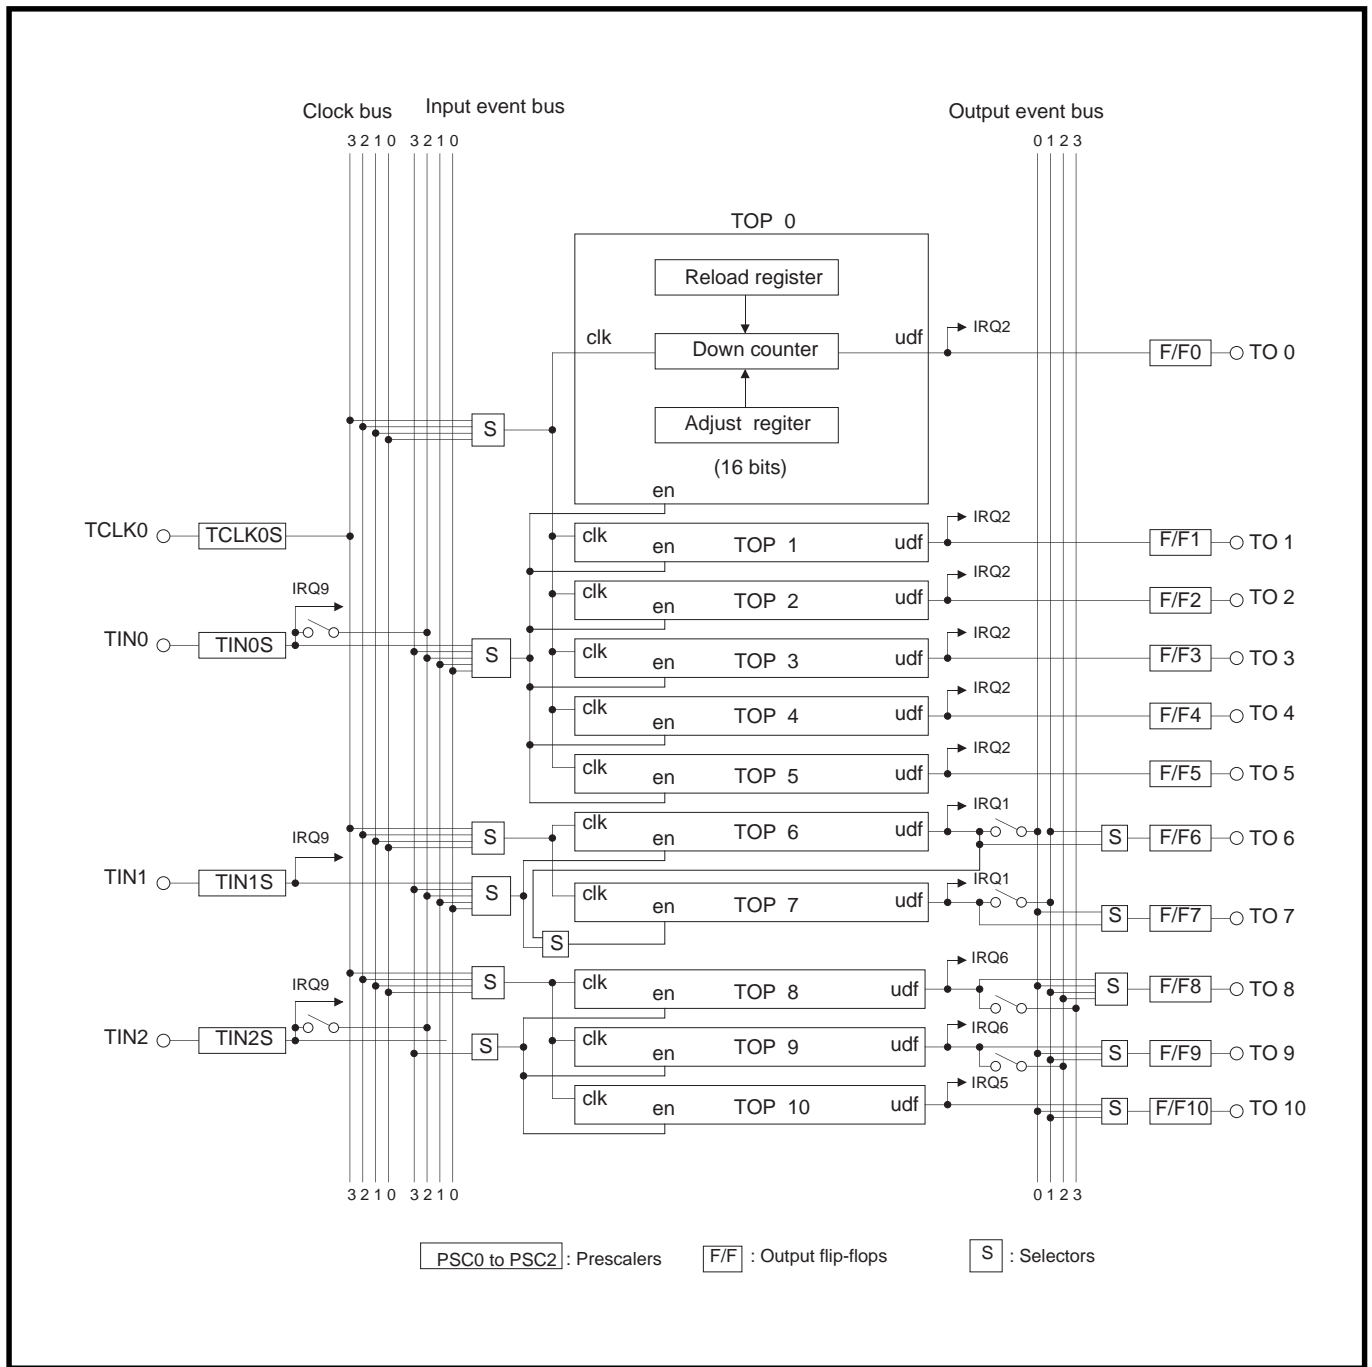 Clock bus
Input event bus
Output event bus
3 2 1 0
3 2 1 0
0 1 2 3
TOP 0
Reload register
clk
Down counter
udf
IRQ2
F/F0
TO 0
S
Adjust regiter
(16 bits)
en
TCLK0
TCLK0S
clk
en
TOP 1
udf
IRQ2
F/F1
TO 1
IRQ9
clk
en
TOP 2
udf
IRQ2
F/F2
TO 2
TIN0
TIN0S
S
clk
en
TOP 3
udf
IRQ2
F/F3
TO 3
clk
en
TOP 4
udf
IRQ2
F/F4
TO 4
clk
en
TOP 5
udf
IRQ2
F/F5
TO 5
IRQ9
S
clk
en
TOP 6
udf
IRQ1
S
F/F6
TO 6
TIN1
TIN1S
S
S
clk
en
TOP 7
udf
IRQ1
S
F/F7
TO 7
IRQ9
S
clk
en
TOP 8
udf
IRQ6
S
F/F8
TO 8
TIN2
TIN2S
S
clk
en
TOP 9
udf
IRQ6
S
F/F9
TO 9
clk
en
TOP 10
udf
IRQ5
S
F/F10
TO 10
3 2 1 0
3 2 1 0
0 1 2 3
PSC0 to PSC2 : Prescalers
F/F : Output flip-flops
S : Selectors